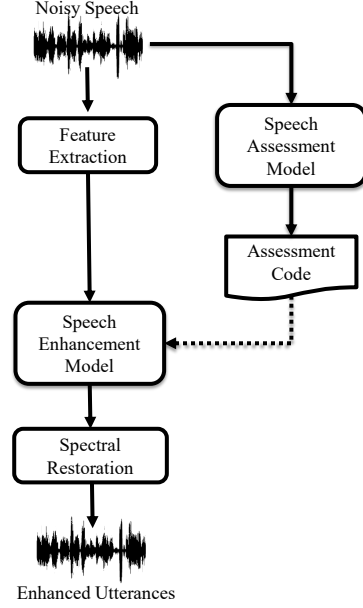 Noisy Speech
Feature
Extraction
Speech
Assessment
Model
Assessment
Code
Speech
Enhancement
Model
Spectral
Restoration
Enhanced Utterances